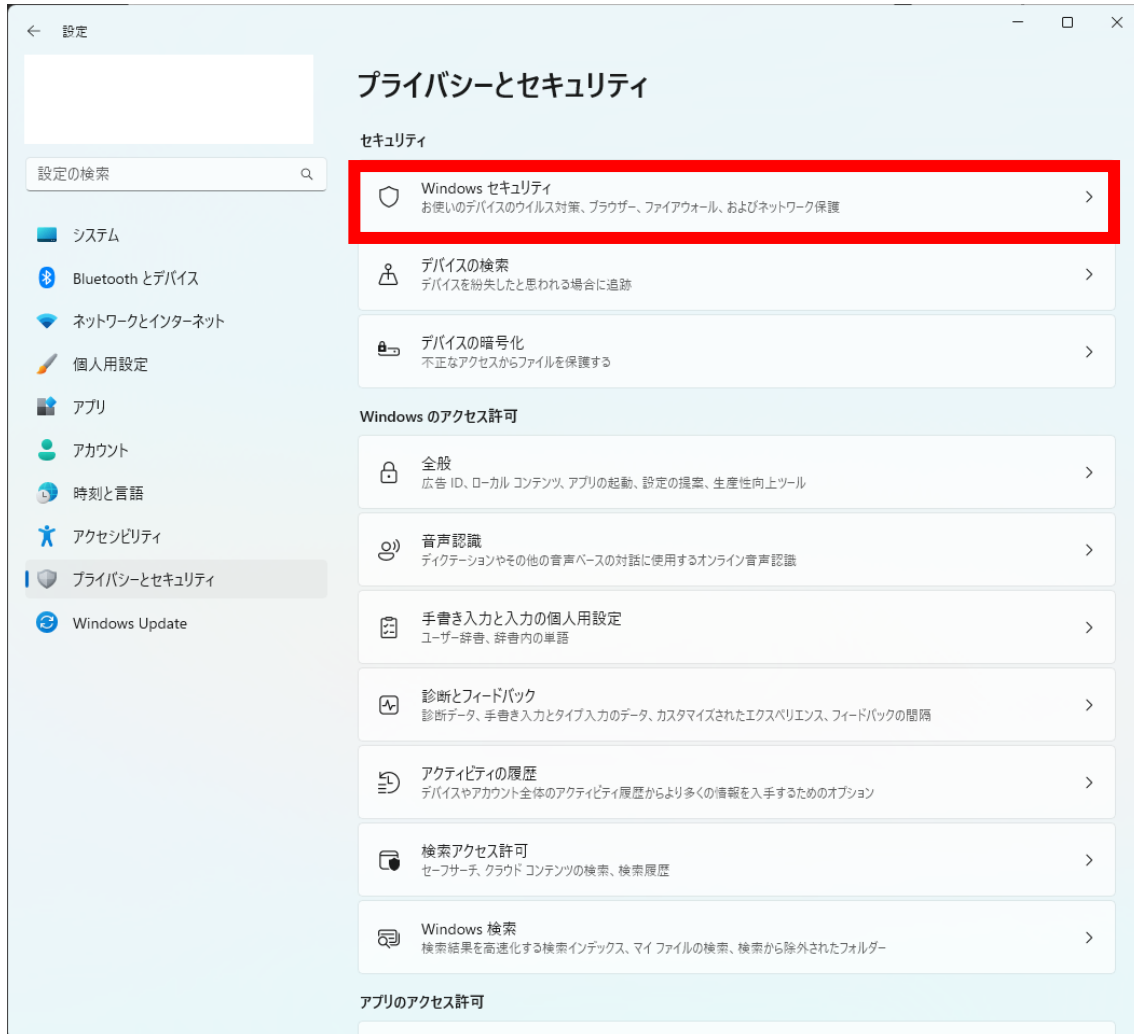 設定
プライバシーとセキュリティ
セキュリティ
設定の検索
Windows セキュリティ
お使いのデバイスのウイルス対策、ブラウザー、ファイアウォール、およびネットワーク保護
システム
デバイスの検索
デバイスを紛失したと思われる場合に追跡
Bluetooth とデバイス
ネットワークとインターネット
デバイスの暗号化
不正なアクセスからファイルを保護する
個人用設定
アプリ
Windows のアクセス許可
アカウント
全般
広告 ID、ローカル コンテンツ、アプリの起動、設定の提案、生産性向上ツール
時刻と言語
アクセシビリティ
音声認識
ディクテーションやその他の音声ベースの対話に使用するオンライン音声認識
プライバシーとセキュリティ
Windows Update
手書き入力と入力の個人用設定
ユーザー辞書、辞書内の単語
診断とフィードバック
診断データ、手書き入力とタイプ入力のデータ、カスタマイズされたエクスペリエンス、フィードバックの間隔
アクティビティの履歴
デバイスやアカウント全体のアクティビティ履歴からより多くの情報を入手するためのオプション
検索アクセス許可
セーフサーチ、クラウド コンテンツの検索、検索履歴
Windows 検索
検索結果を高速化する検索インデックス、マイ ファイルの検索、検索から除外されたフォルダー
アプリのアクセス許可